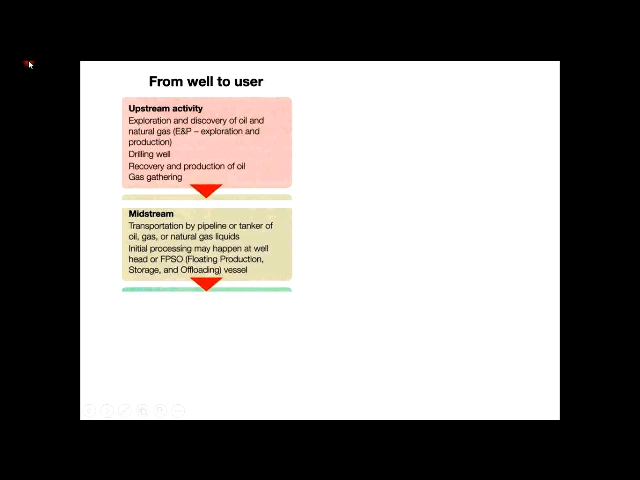 From well to user
Upstream activity
Exploration and discovery of oil and
natural gas (E&P – exploration and
production)
Drilling well
Recovery and production of oil
Gas gathering
Midstream
Transportation by pipeline or tanker of
oil, gas, or natural gas liquids
Initial processing may happen at well
head or FPSO (Floating Production,
Storage, and Offloading) vessel